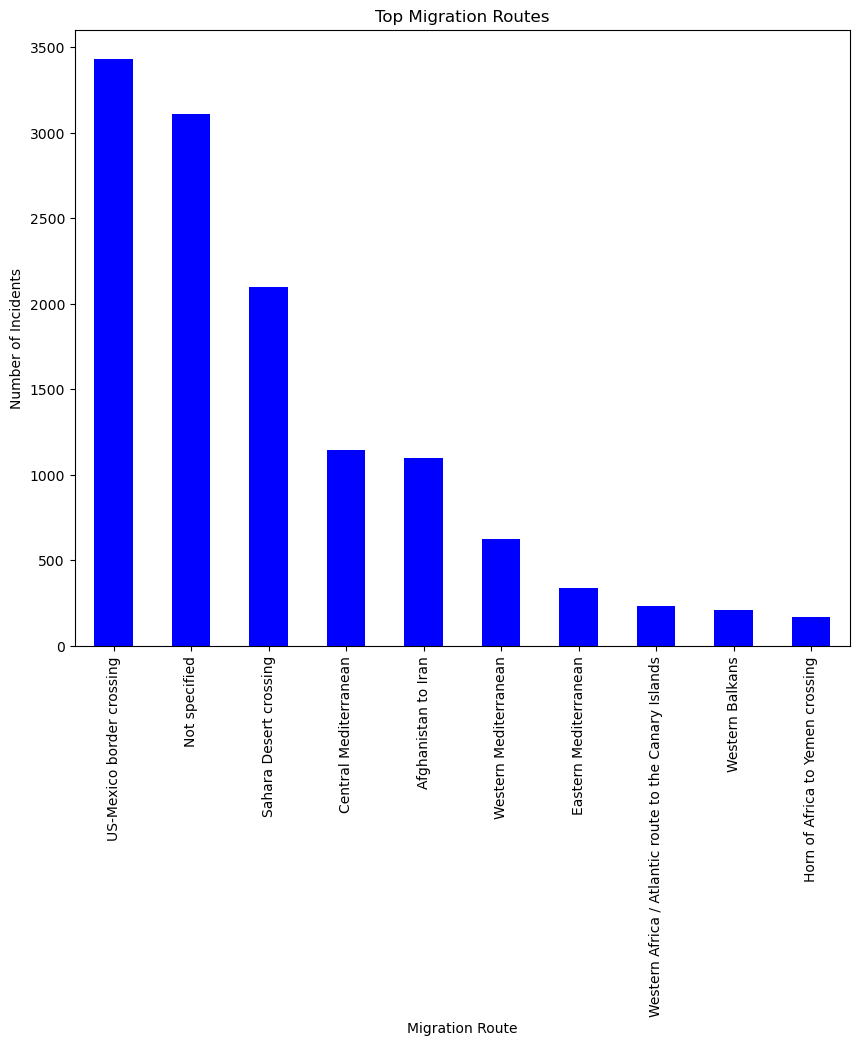 Top Migration Routes
Number of Incidents
3500
3000
2500
2000
1500
1000
500
0
US-Mexico border crossing
Not specified
Sahara Desert crossing
Central Mediterranean
Afghanistan to Iran
Western Mediterranean
Eastern Mediterranean
Western Africa / Atlantic route to the Canary Islands
Western Balkans
Horn of Africa to Yemen crossing
Migration Route